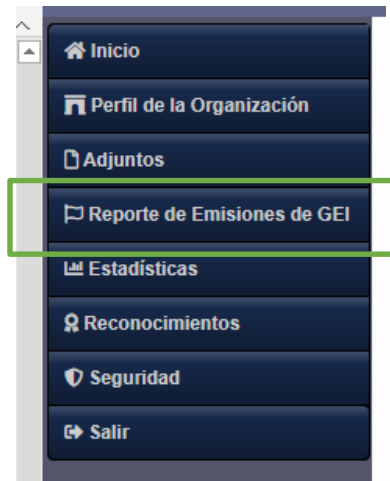 Inicio
Perfil de la Organización
Adjuntos
Reporte de Emisiones de GEI
Estadísticas
Reconocimientos
Seguridad
Salir